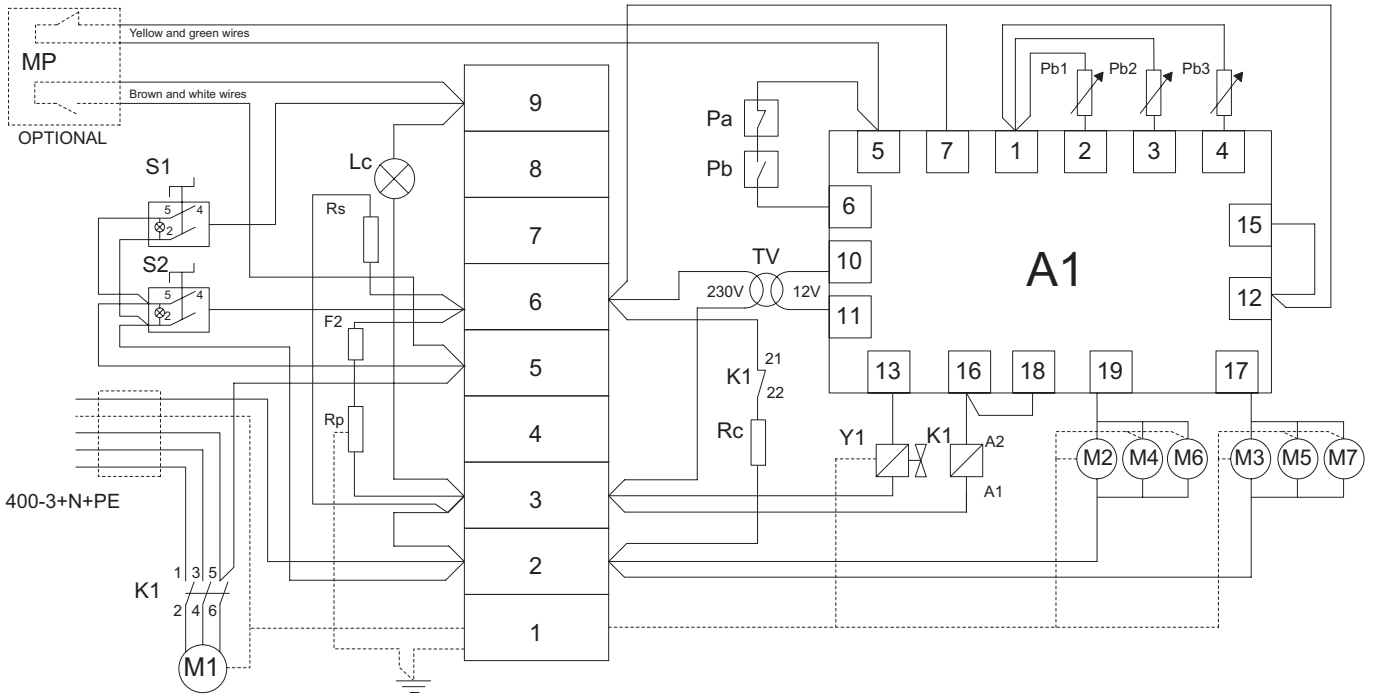 Yellow and green wires
MP
Brown and white wires
OPTIONAL
S1
5 4
2
S2
5 4
2
400-3+N+PE
K1
1 3 5
2 4 6
M1
Lc
Rs
F2
Rp
9
8
7
6
5
4
3
2
1
Pa
Pb
TV
230V 12V
K1
21
22
Rc
Pb1 Pb2 Pb3
5 7 1 2 3 4
6
10
11
A1
15
12
13 16 18 19 17
Y1
K1
A2
A1
M2 M4 M6
M3 M5 M7